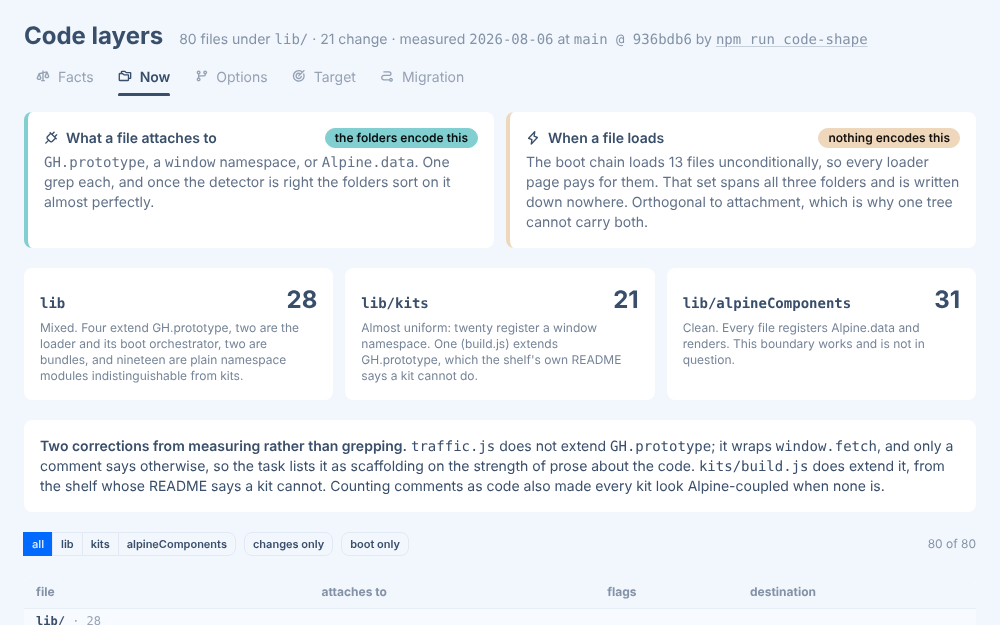 Code layers 80 files under lib/ · 21 change · measured 2026-08-06 at main @ 936bdb6 by npm run code-shape
Facts Now Options Target Migration
What a file attaches to the folders encode this
GH.prototype, a window namespace, or Alpine.data. One
grep each, and once the detector is right the folders sort on it
almost perfectly.
When a file loads nothing encodes this
The boot chain loads 13 files unconditionally, so every loader
page pays for them. That set spans all three folders and is written
down nowhere. Orthogonal to attachment, which is why one tree
cannot carry both.
lib 28
Mixed. Four extend GH.prototype, two are the
loader and its boot orchestrator, two are
bundles, and nineteen are plain namespace
modules indistinguishable from kits.
lib/kits 21
Almost uniform: twenty register a window
namespace. One (build.js) extends
GH.prototype, which the shelf's own README
says a kit cannot do.
lib/alpineComponents 31
Clean. Every file registers Alpine.data and
renders. This boundary works and is not in
question.
Two corrections from measuring rather than grepping. traffic.js does not extend GH.prototype; it wraps window.fetch, and only a
comment says otherwise, so the task lists it as scaffolding on the strength of prose about the code. kits/build.js does extend it, from
the shelf whose README says a kit cannot. Counting comments as code also made every kit look Alpine-coupled when none is.
all lib kits alpineComponents changes only boot only 80 of 80
file attaches to flags destination
lib/ · 28